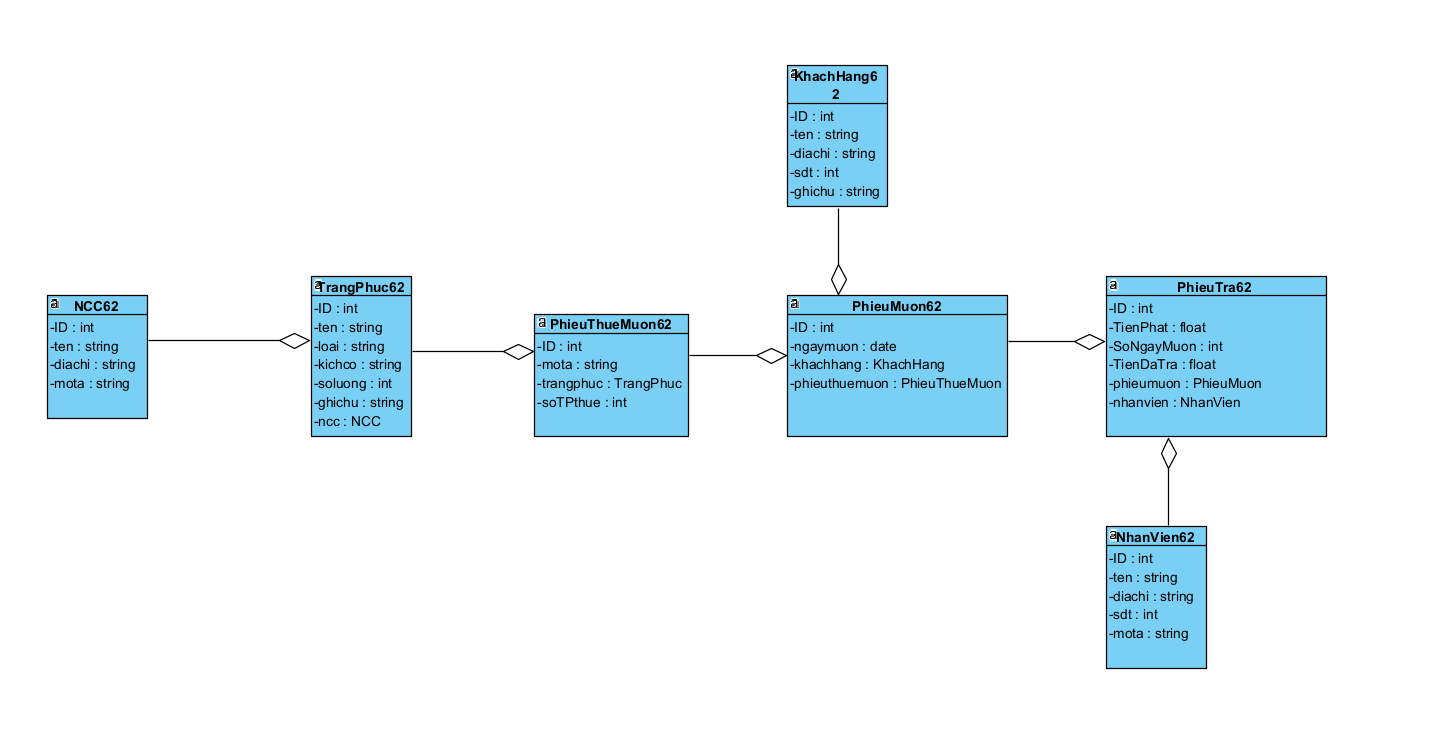 KhachHang6
2
-ID : int
-ten : string
-diachi : string
-sdt : int
-ghichu : string
NCC62
-ID : int
-ten : string
-diachi : string
-mota : string
TrangPhuc62
-ID : int
-ten : string
-loai : string
-kichco : string
-soluong : int
-ghichu : string
-ncc : NCC
PhieuThueMuon62
-ID : int
-mota : string
-trangphuc : TrangPhuc
-soTPthue : int
PhieuMuon62
-ID : int
-ngaymuon : date
-khachhang : KhachHang
-phieuthuemuon : PhieuThueMuon
PhieuTra62
-ID : int
-TienPhat : float
-SoNgayMuon : int
-TienDaTra : float
-phieumuon : PhieuMuon
-nhanvien : NhanVien
NhanVien62
-ID : int
-ten : string
-diachi : string
-sdt : int
-mota : string